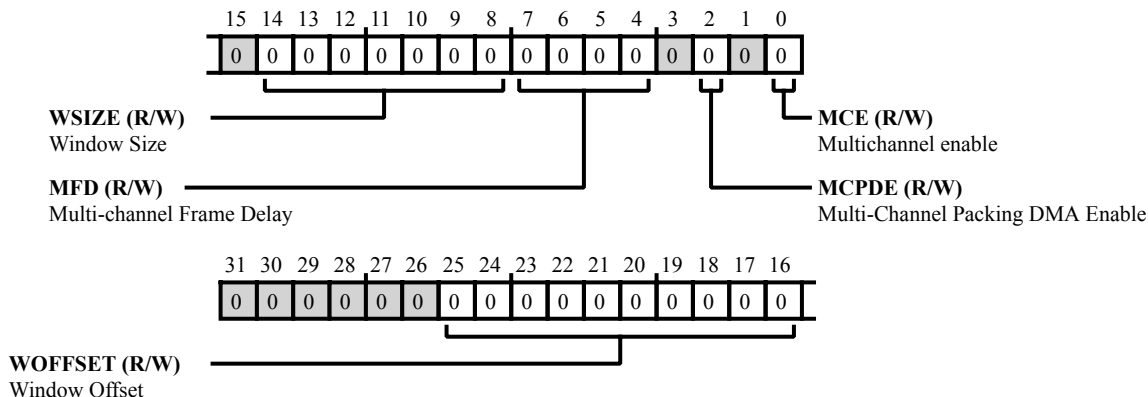 15 14 13 12 11 10 9 8 7 6 5 4 3 2 1 0
0 0 0 0 0 0 0 0 0 0 0 0 0 0 0 0
WSIZE (R/W)
Window Size
MCE (R/W)
Multichannel enable
MFD (R/W)
Multi-channel Frame Delay
MCPDE (R/W)
Multi-Channel Packing DMA Enable
31 30 29 28 27 26 25 24 23 22 21 20 19 18 17 16
0 0 0 0 0 0 0 0 0 0 0 0 0 0 0 0
WOFFSET (R/W)
Window Offset